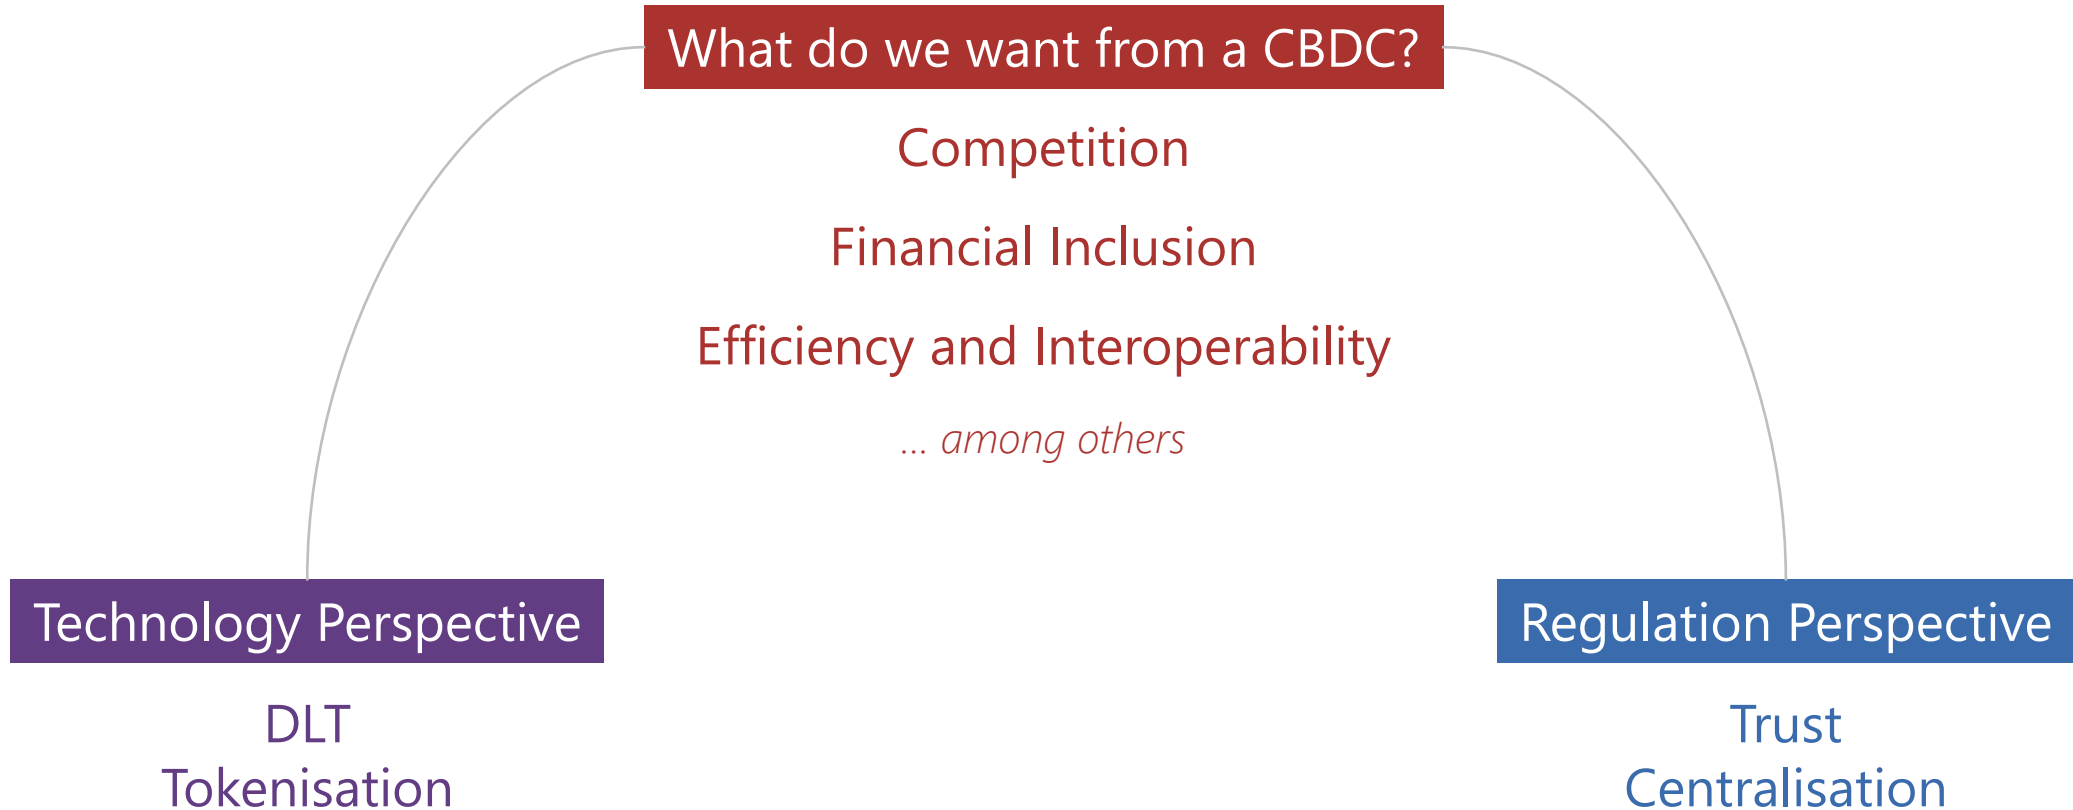 What do we want from a CBDC?
Competition
Financial Inclusion
Efficiency and Interoperability
... among others
Technology Perspective
DLT
Tokenisation
Regulation Perspective
Trust
Centralisation